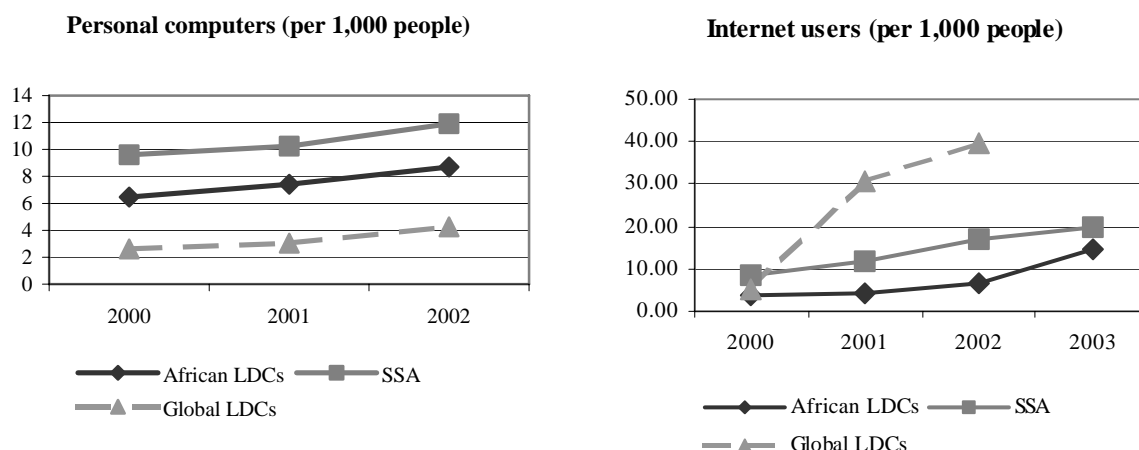 Personal computers (per 1,000 people)
14
12
10
8
6
4
2
0
2000 2001 2002
African LDCs SSA
Global LDCs
Internet users (per 1,000 people)
50.00
40.00
30.00
20.00
10.00
0.00
2000 2001 2002 2003
African LDCs SSA
Global LDCs